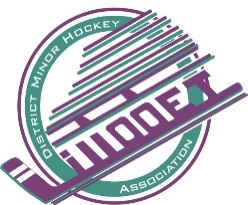 DISTRICT MINOR HOCKEY
ASSOCIATION